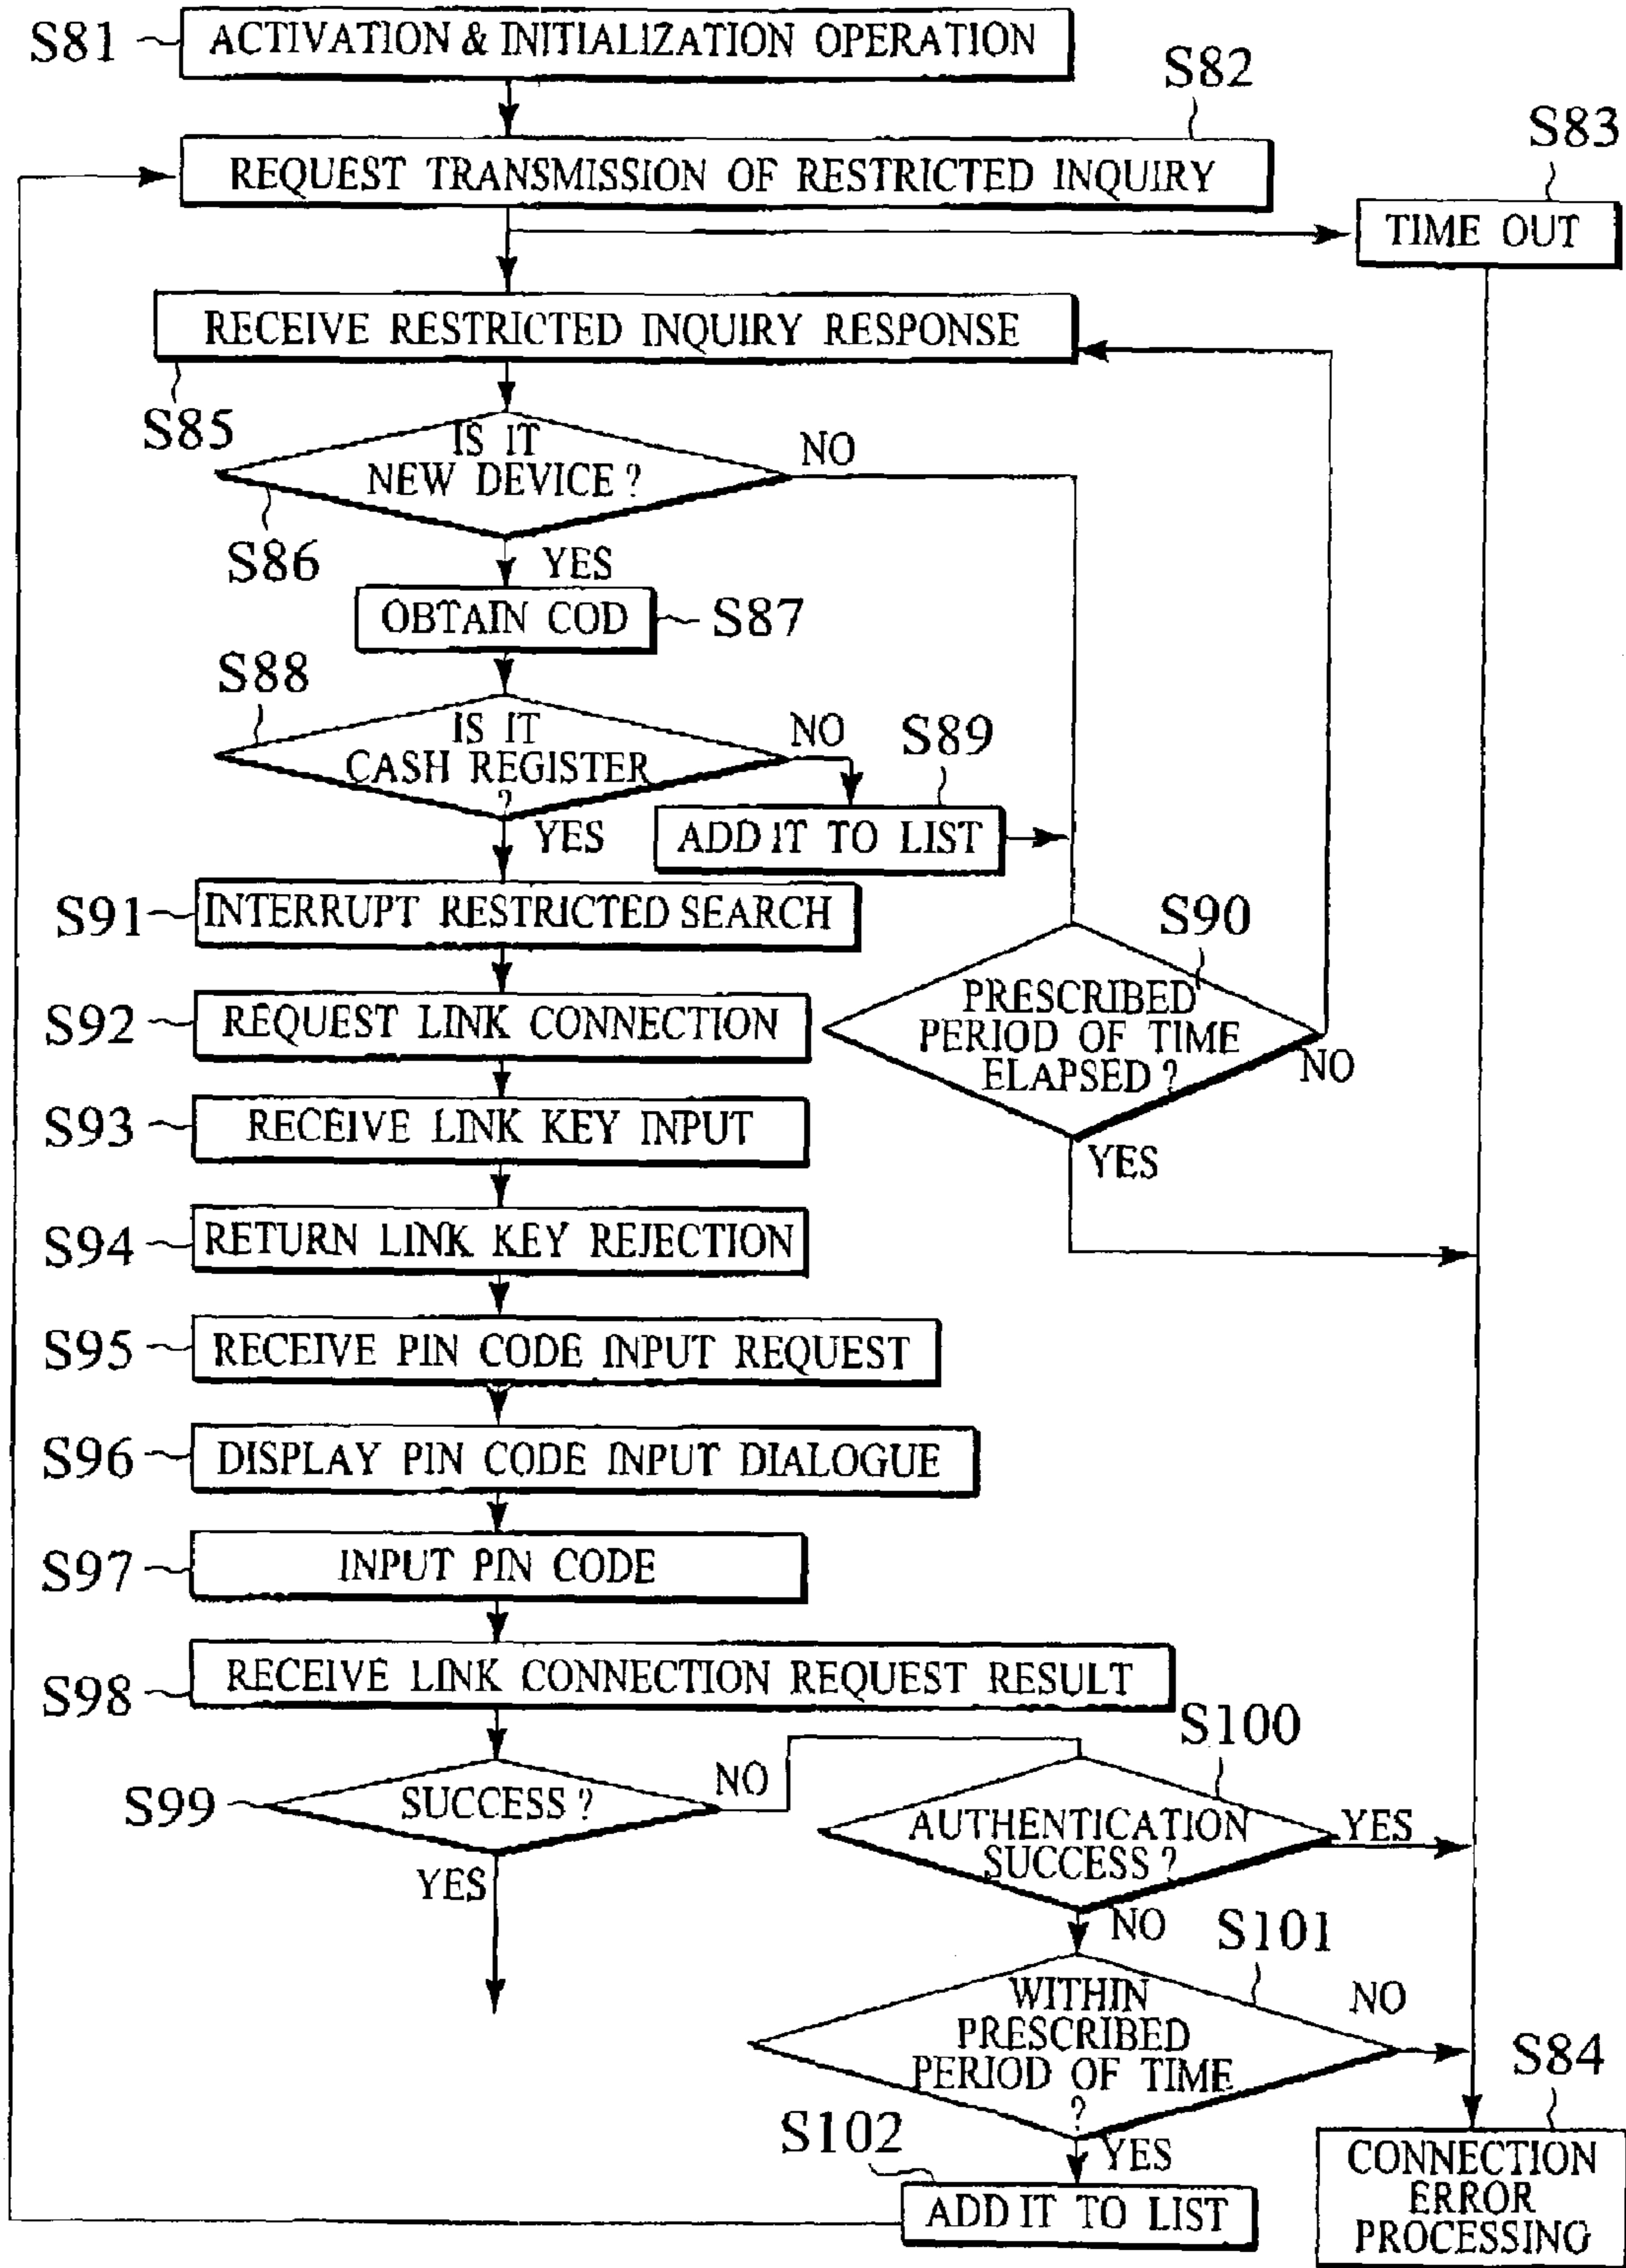 S81
ACTIVATION & INITIALIZATION OPERATION
S82
REQUEST TRANSMISSION OF RESTRICTED INQUIRY
S83
TIME OUT
RECEIVE RESTRICTED INQUIRY RESPONSE
S85
IS IT
NEW DEVICE ?
NO
S86
YES
OBTAIN COD
S87
S88
IS IT
CASH REGISTER
?
NO
S89
YES
ADD IT TO LIST
S91
INTERRUPT RESTRICTED SEARCH
S90
PRESCRIBED
PERIOD OF TIME
ELAPSED ?
NO
YES
S92
REQUEST LINK CONNECTION
S93
RECEIVE LINK KEY INPUT
S94
RETURN LINK KEY REJECTION
S95
RECEIVE PIN CODE INPUT REQUEST
S96
DISPLAY PIN CODE INPUT DIALOGUE
S97
INPUT PIN CODE
S98
RECEIVE LINK CONNECTION REQUEST RESULT
S99
SUCCESS ?
NO
YES
S100
AUTHENTICATION
SUCCESS ?
YES
NO
S101
WITHIN
PRESCRIBED
PERIOD OF TIME
?
NO
YES
S102
ADD IT TO LIST
S84
CONNECTION
ERROR
PROCESSING